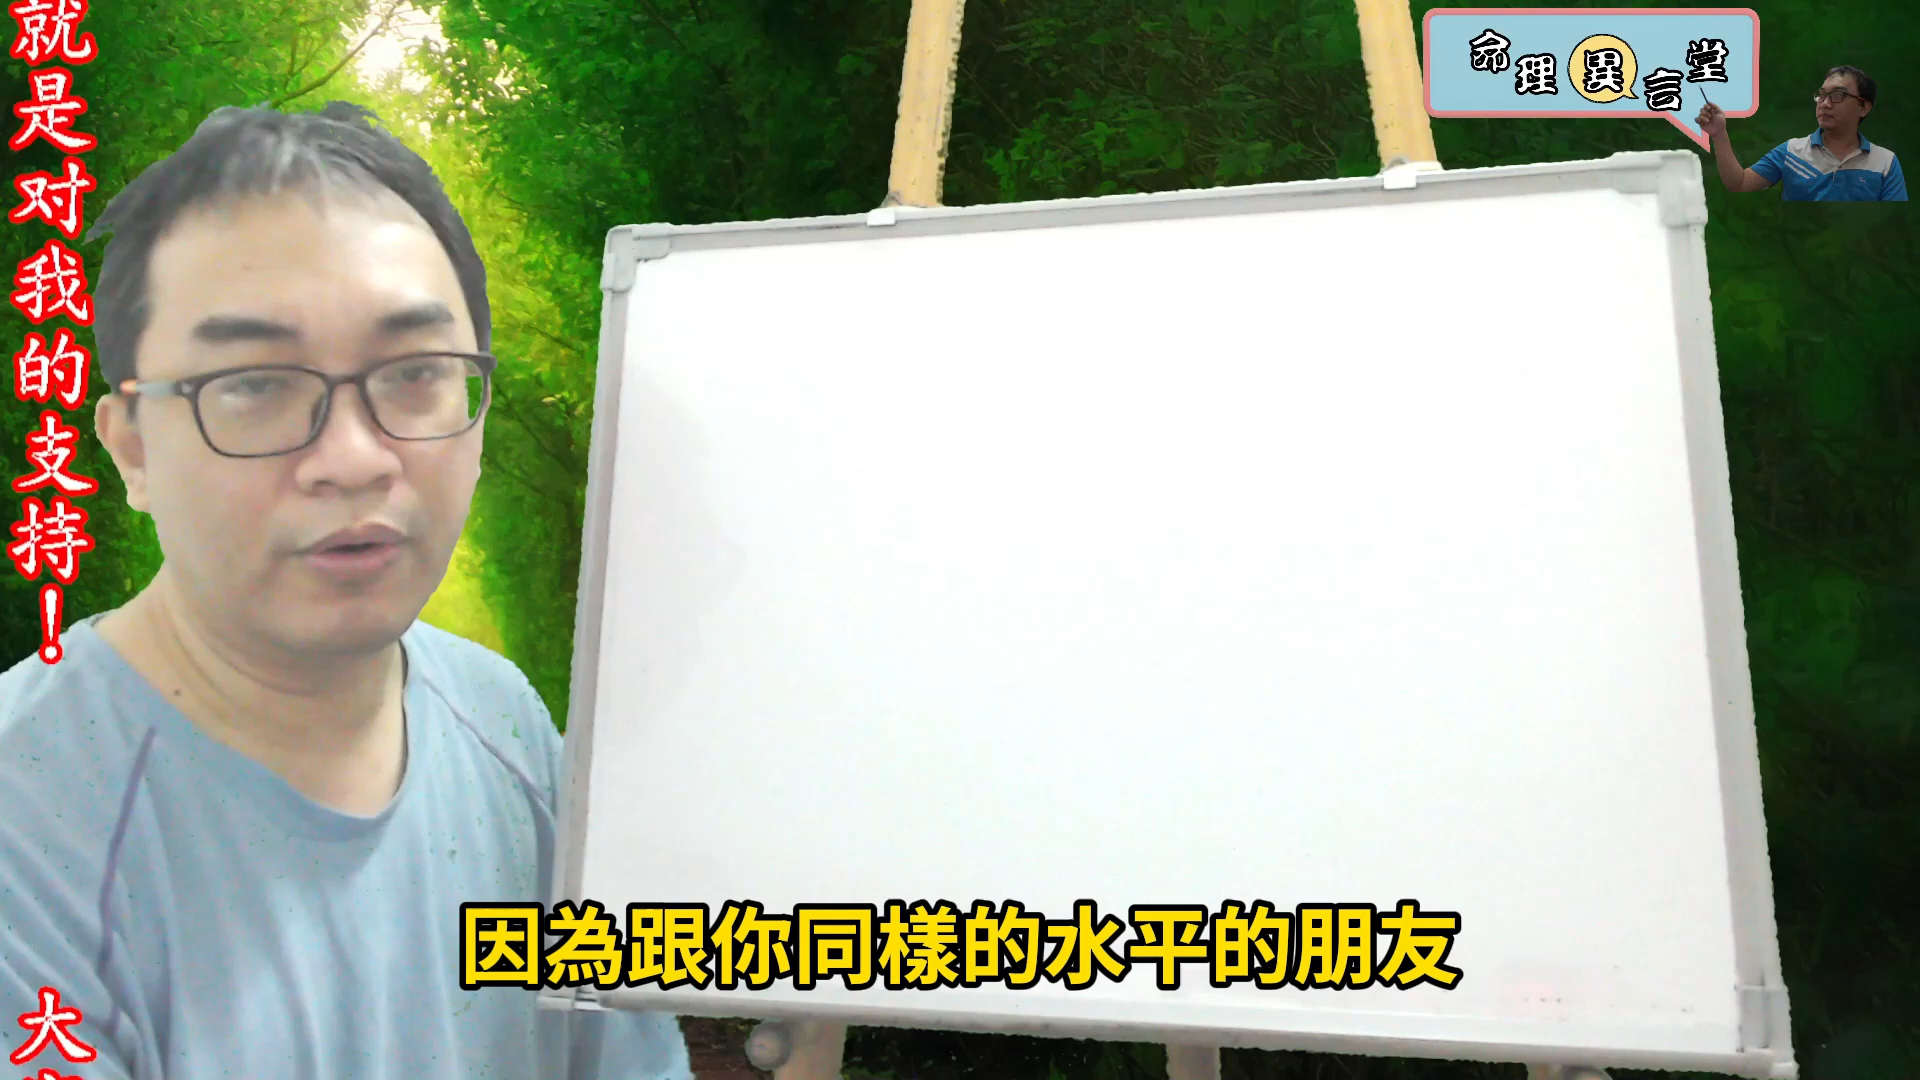 就是对我的支持！
大
命理異言堂
因為跟你同樣的水平的朋友